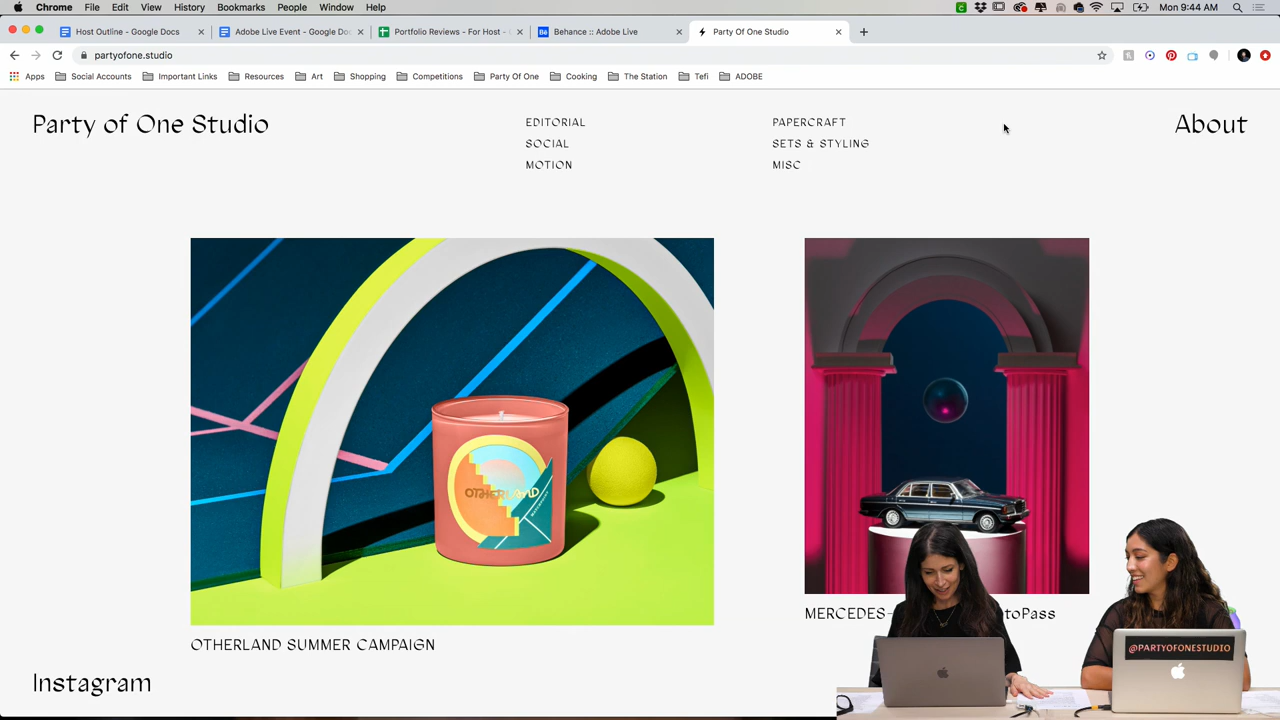 Chrome File Edit View History Bookmarks People Window Help
Mon 9:44 AM
Host Outline - Google Docs
Adobe Live Event - Google Doc
Portfolio Reviews - For Host -
Behance :: Adobe Live
Party Of One Studio
partyofone.studio
Apps
Social Accounts
Important Links
Resources
Art
Shopping
Competitions
Party Of One
Cooking
The Station
Tefi
ADOBE
Party of One Studio
EDITORIAL
SOCIAL
MOTION
PAPERCRAFT
SETS & STYLING
MISC
About
OTHERLAND
OTHERLAND SUMMER CAMPAIGN
MERCEDES-
toPass
@PARTYOFONESTUDIO
Instagram